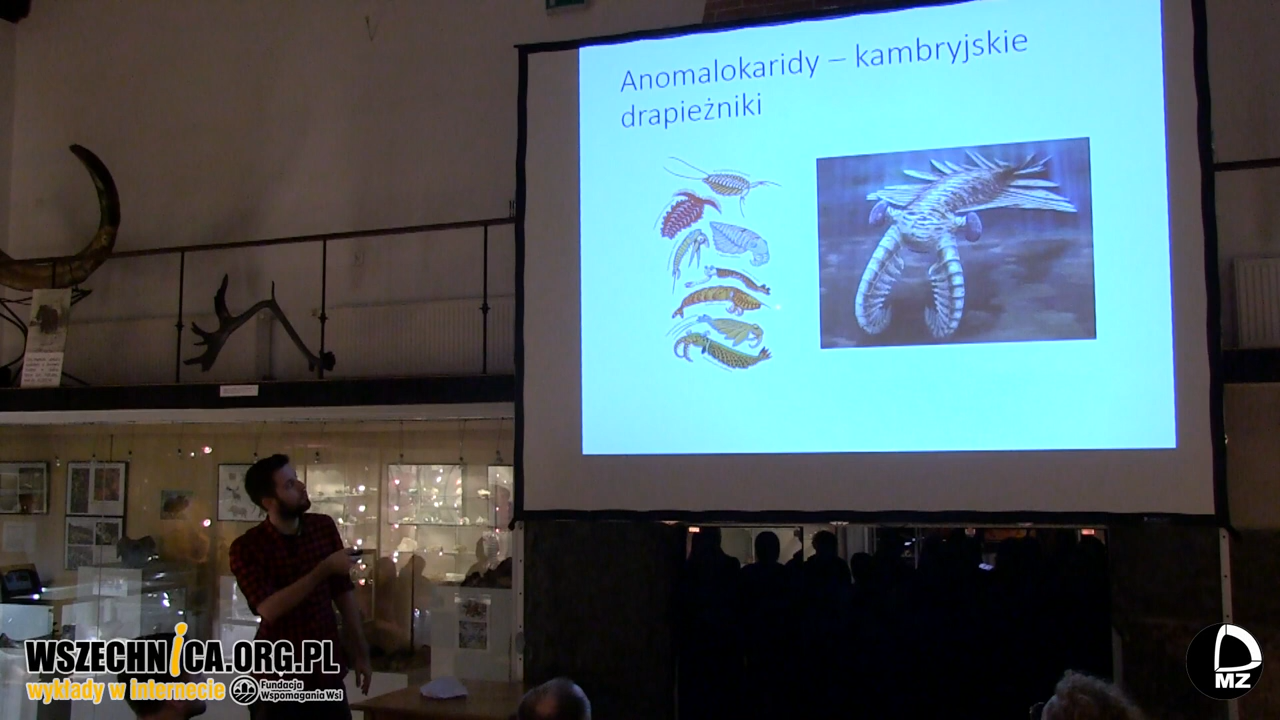 Anomalokaridy – kambryjskie
drapieżniki
WSZECHNICA.ORG.PL
wykłady w internecie
Fundacja
Wspomagania Wsi
MZ